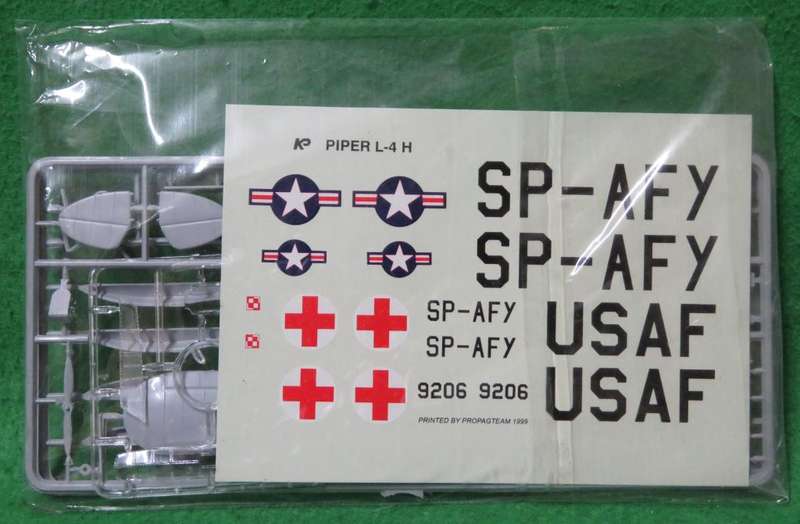 KP PIPER L-4 H
SP-AFY
SP-AFY
SP-AFY
SP-AFY
USAF
9206 9206
USAF
PRINTED BY PROPAGTEAM 1999